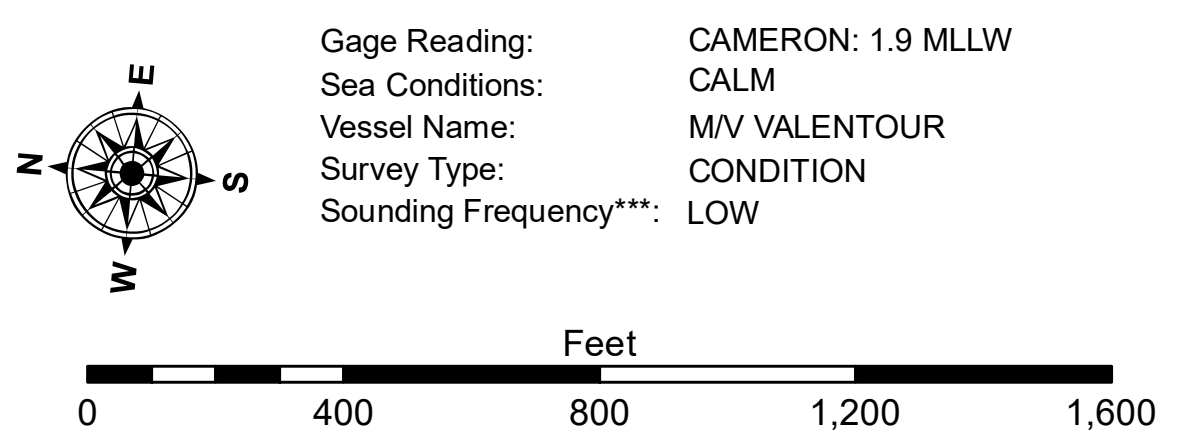 E
N
S
W
Gage Reading: CAMERON: 1.9 MLLW
Sea Conditions: CALM
Vessel Name: M/V VALENTOUR
Survey Type: CONDITION
Sounding Frequency***: LOW
Feet
0 400 800 1,200 1,600